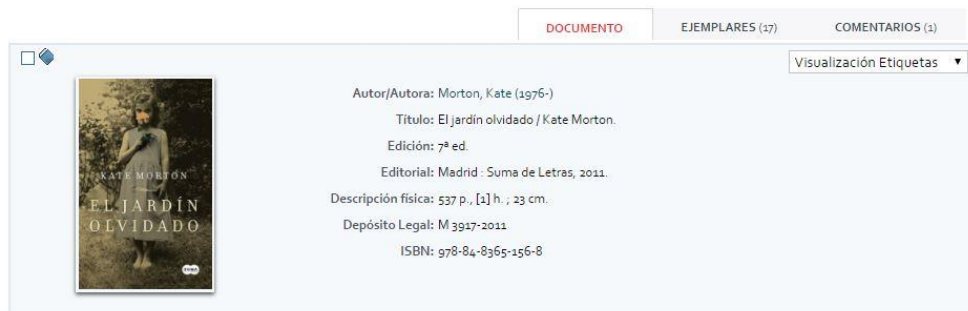 DOCUMENTO EJEMPLARES (17) COMENTARIOS (1)
Visualización Etiquetas
Autor/Autora: Morton, Kate (1976-)
Título: El jardín olvidado / Kate Morton.
Edición: 7ª ed.
Editorial: Madrid : Suma de Letras, 2011.
Descripción física: 537 p., [1] h. ; 23 cm.
Depósito Legal: M 3917-2011
ISBN: 978-84-8365-156-8
KATE MORTON
EL JARDÍN
OLVIDADO